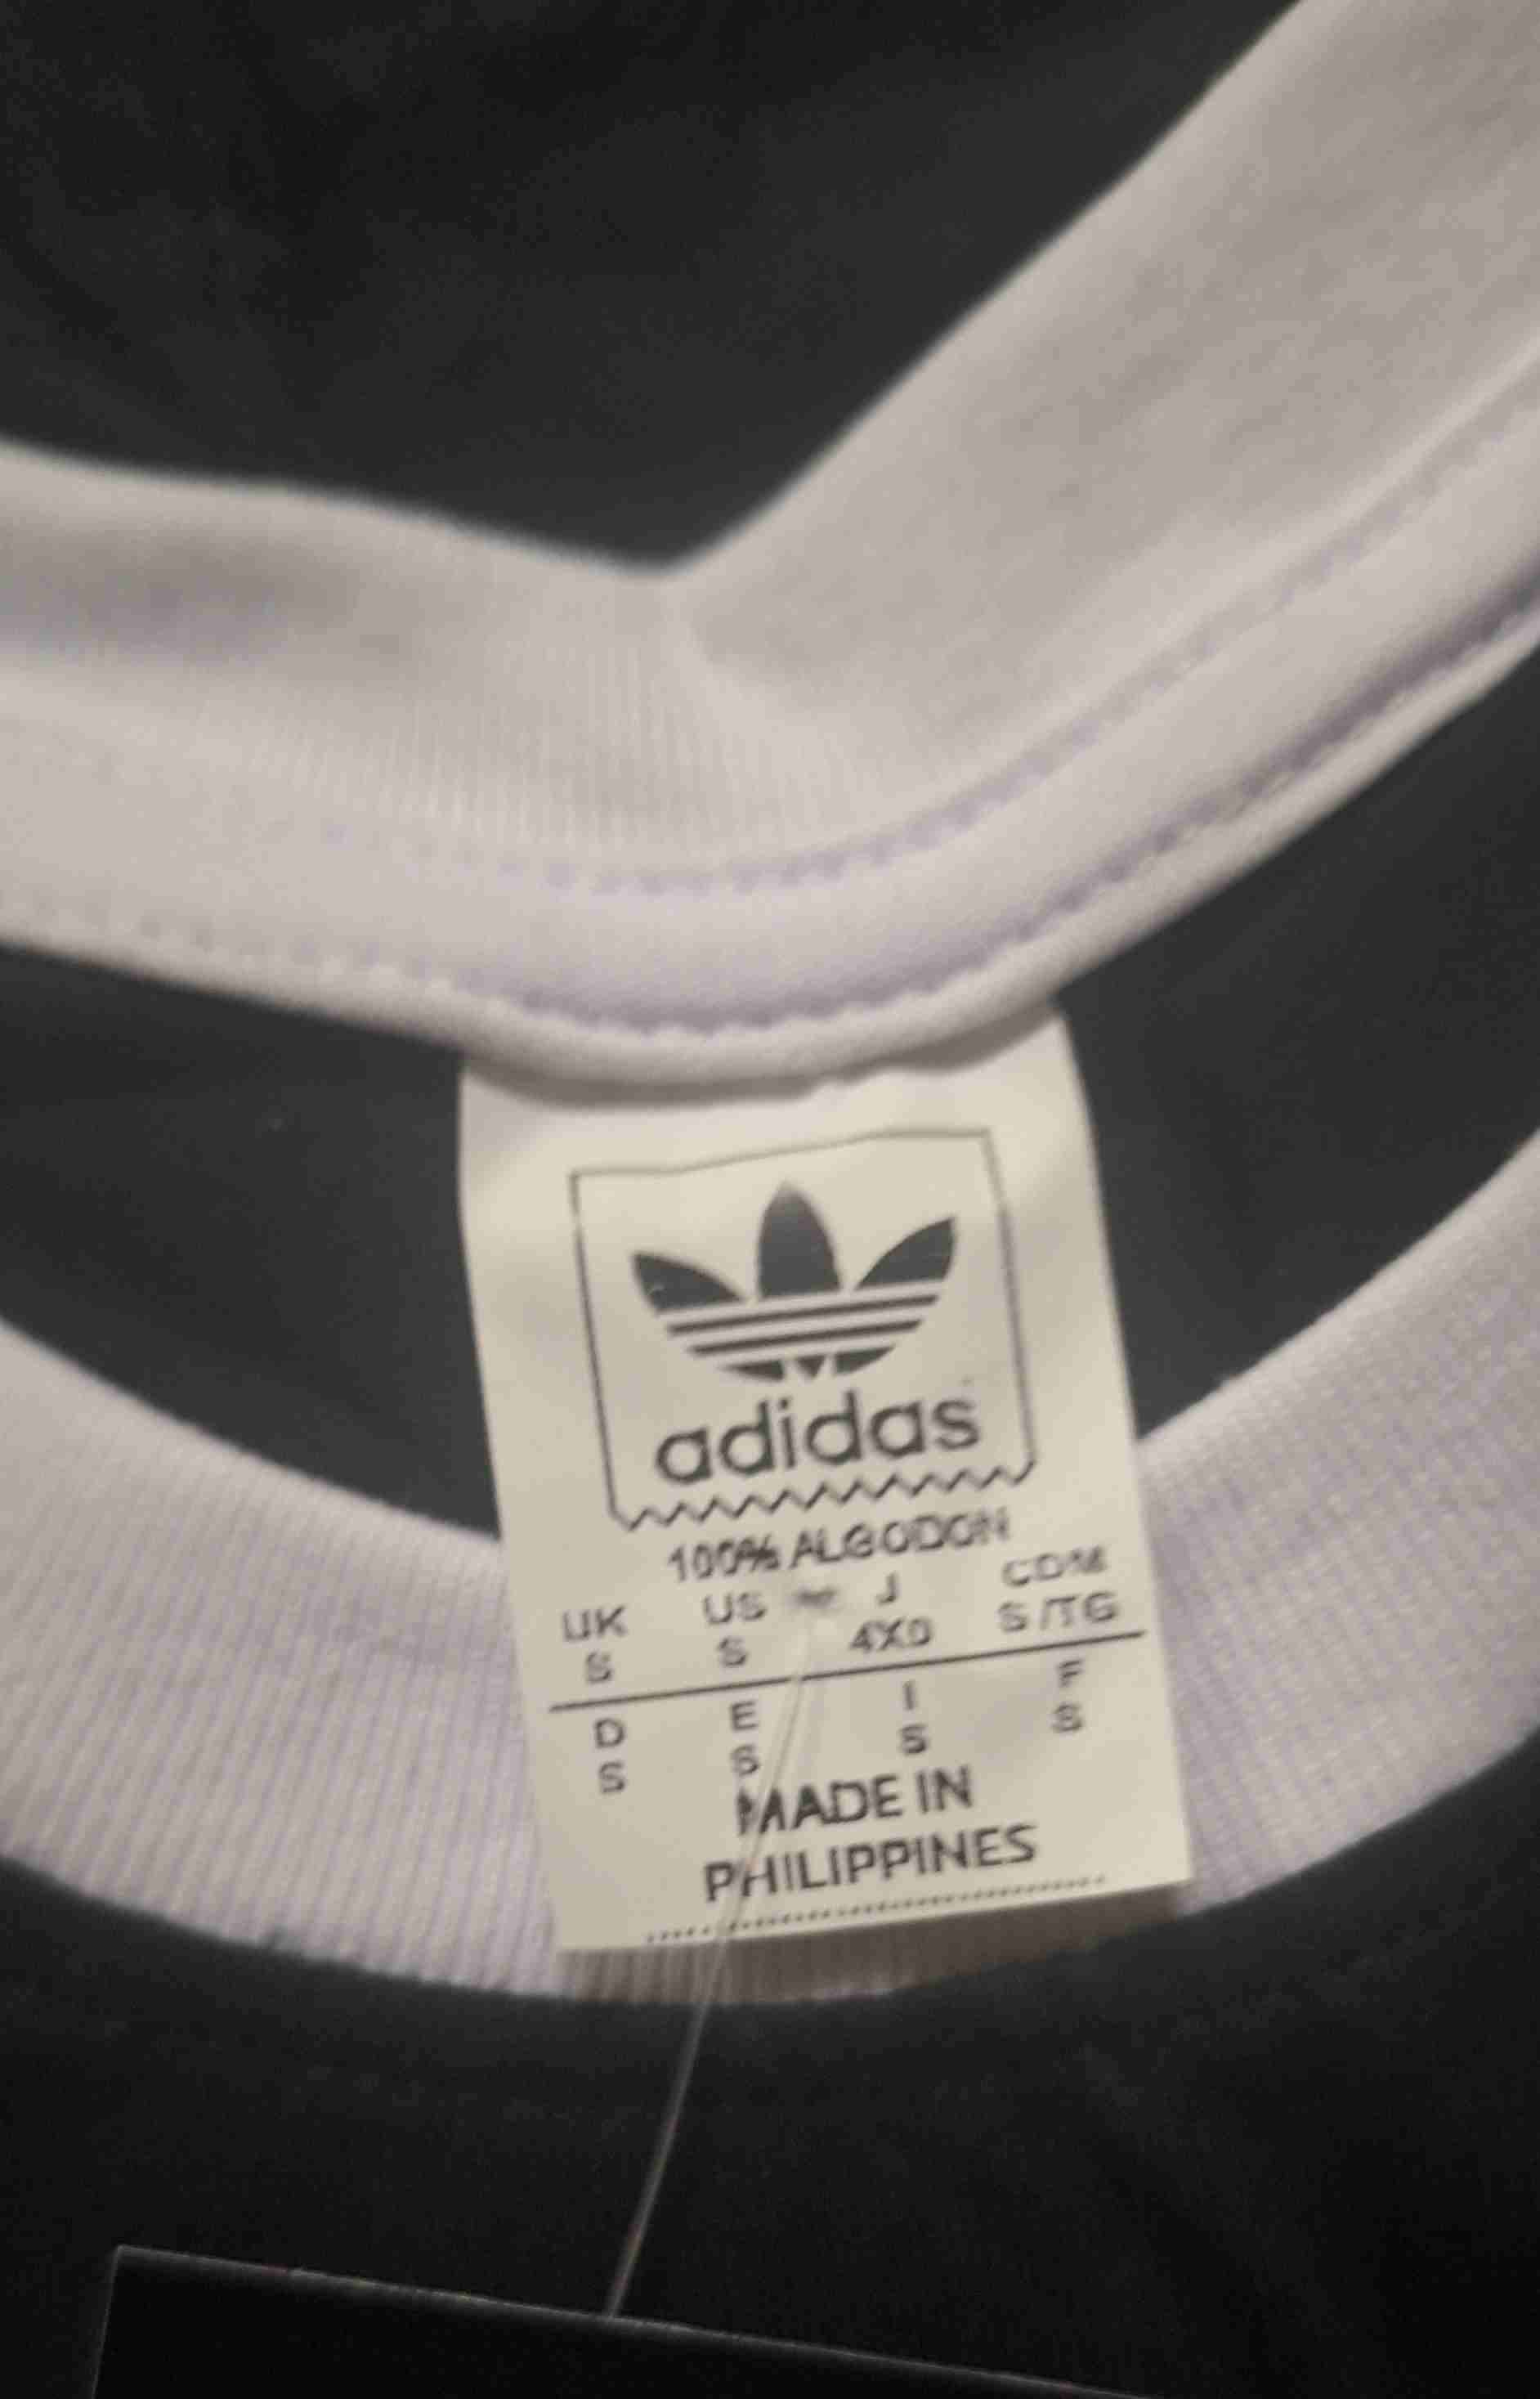 adidas
100% ALGODON
UK US J CDM
S S 4XO S/TG
D E I F
S S S S
MADE IN
PHILIPPINES